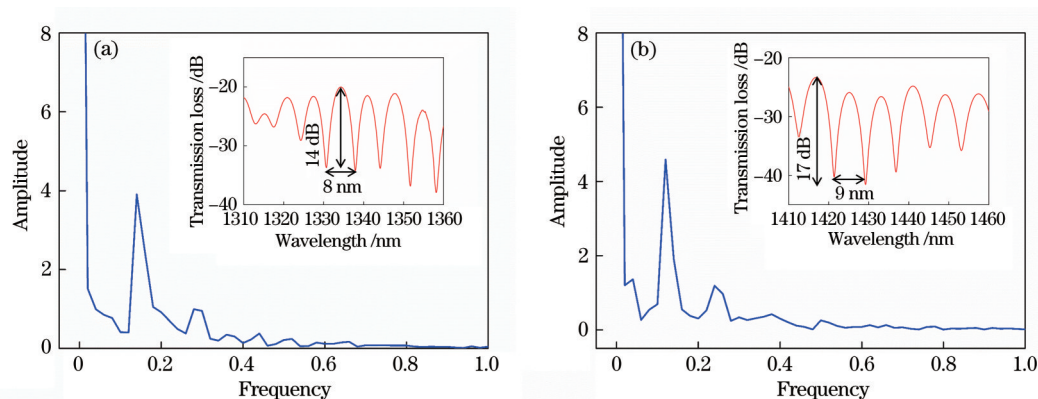 (a)
8
6
4
2
0
Amplitude
0 0.2 0.4 0.6 0.8 1.0
Frequency
Transmission loss /dB
−20
−30
−40
14 dB
8 nm
1310 1320 1330 1340 1350 1360
Wavelength /nm
(b)
8
6
4
2
0
Amplitude
0 0.2 0.4 0.6 0.8 1.0
Frequency
Transmission loss /dB
−20
−30
−40
17 dB
9 nm
1410 1420 1430 1440 1450 1460
Wavelength /nm